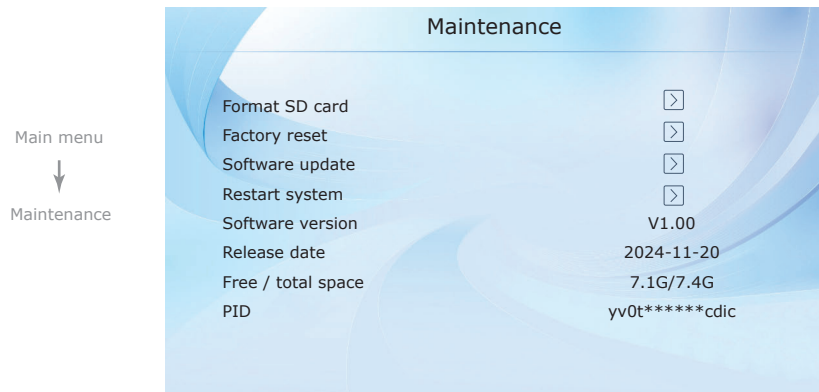 Maintenance
Main menu
Maintenance
Format SD card
Factory reset
Software update
Restart system
Software version V1.00
Release date 2024-11-20
Free / total space 7.1G/7.4G
PID yv0t******cdic